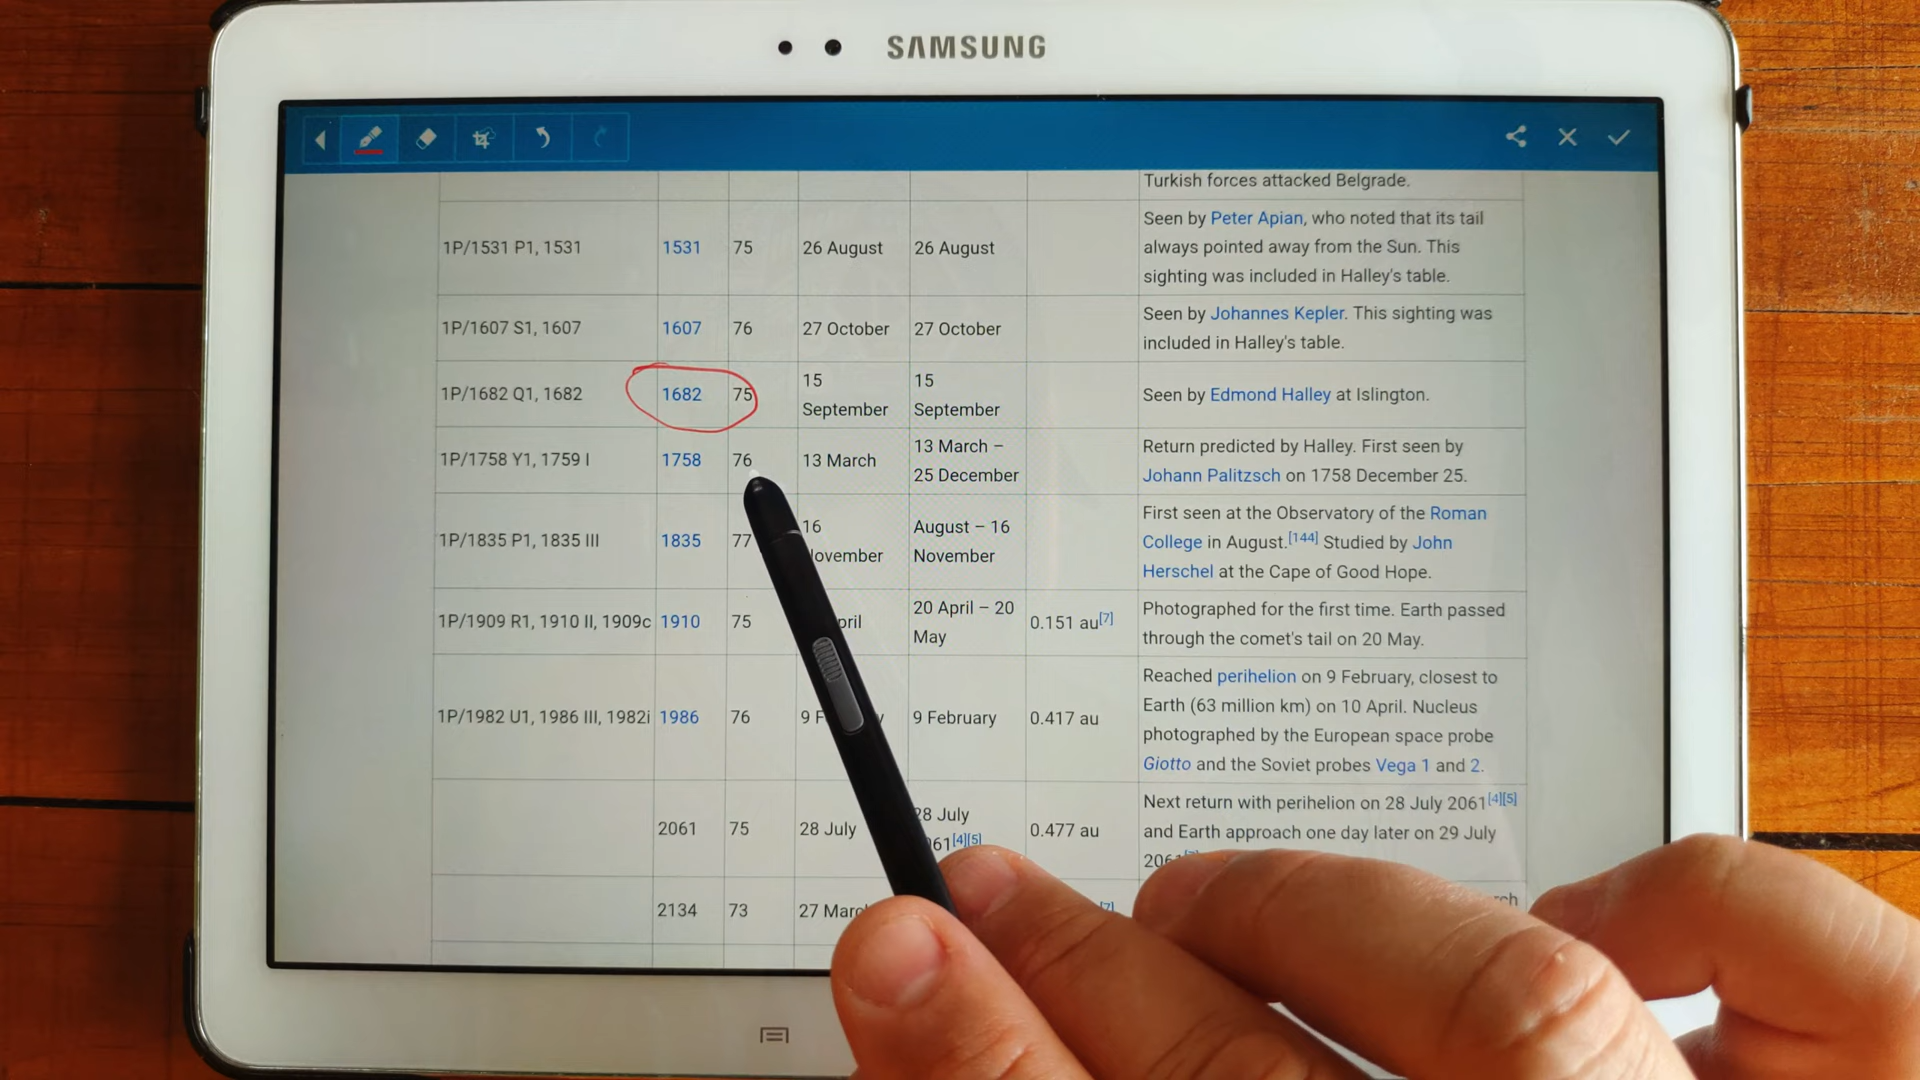 SAMSUNG
Turkish forces attacked Belgrade.
1P/1531 P1, 1531 1531 75 26 August 26 August
Seen by Peter Apian, who noted that its tail
always pointed away from the Sun. This
sighting was included in Halley's table.
1P/1607 S1, 1607 1607 76 27 October 27 October
Seen by Johannes Kepler. This sighting was
included in Halley's table.
1P/1682 Q1, 1682 1682 75
15
September
15
September
Seen by Edmond Halley at Islington.
1P/1758 Y1, 1759 I 1758 76 13 March
13 March –
25 December
Return predicted by Halley. First seen by
Johann Palitzsch on 1758 December 25.
1P/1835 P1, 1835 III 1835 77
16
August – 16
November
First seen at the Observatory of the Roman
College in August.[144] Studied by John
Herschel at the Cape of Good Hope.
1P/1909 R1, 1910 II, 1909c 1910 75
20 April – 20
May
0.151 au[7]
Photographed for the first time. Earth passed
through the comet's tail on 20 May.
1P/1982 U1, 1986 III, 1982i 1986 76 9 9 February 0.417 au
Reached perihelion on 9 February, closest to
Earth (63 million km) on 10 April. Nucleus
photographed by the European space probe
Giotto and the Soviet probes Vega 1 and 2.
2061 75 28 July
28 July
[4][5]
0.477 au
Next return with perihelion on 28 July 2061[4][5]
and Earth approach one day later on 29 July
2134 73 27